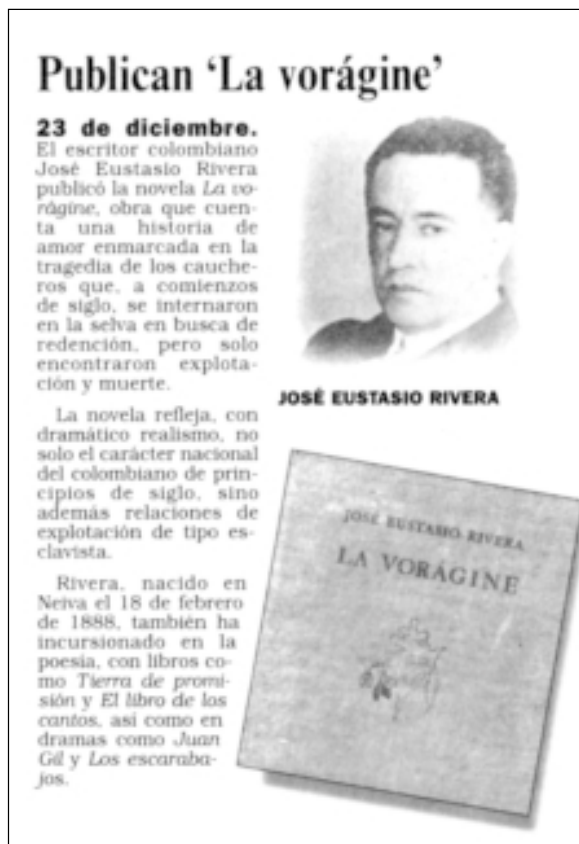 Publican ‘La vorágine’
23 de diciembre.
El escritor colombiano
José Eustasio Rivera
publicó la novela La vo-
rágine, obra que cuen-
ta una historia de
amor enmarcada en la
tragedia de los cauche-
ros que, a comienzos
de siglo, se internaron
en la selva en busca de
redención, pero solo
encontraron explota-
ción y muerte.
La novela refleja, con
dramático realismo, no
solo el carácter nacional
del colombiano de prin-
cipios de siglo, sino
además relaciones de
explotación de tipo es-
clavista.
Rivera, nacido en
Neiva el 18 de febrero
de 1888, también ha
incursionado en la
poesía, con libros co-
mo Tierra de promi-
sión y El libro de los
cantos, así como en
dramas como Juan
Gil y Los escaraba-
jos.
JOSÉ EUSTASIO RIVERA
JOSÉ EUSTASIO RIVERA
LA VORÁGINE